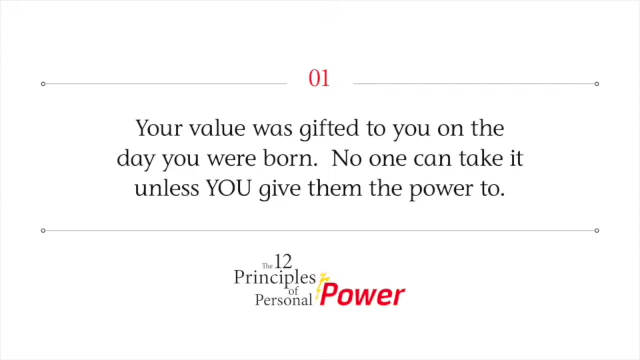 01
Your value was gifted to you on the
day you were born.  No one can take it
unless YOU give them the power to.
The 12
Principles
of
Personal Power